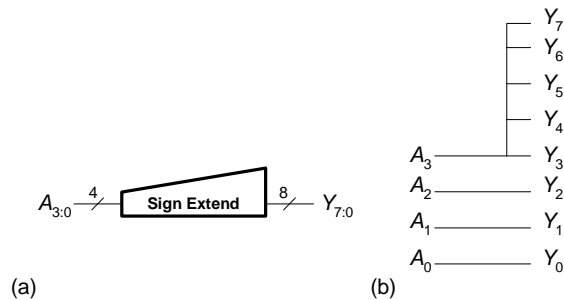 A3:0
4
Sign Extend
8
Y7:0
(a)
Y7
Y6
Y5
Y4
A3
Y3
A2
Y2
A1
Y1
A0
Y0
(b)